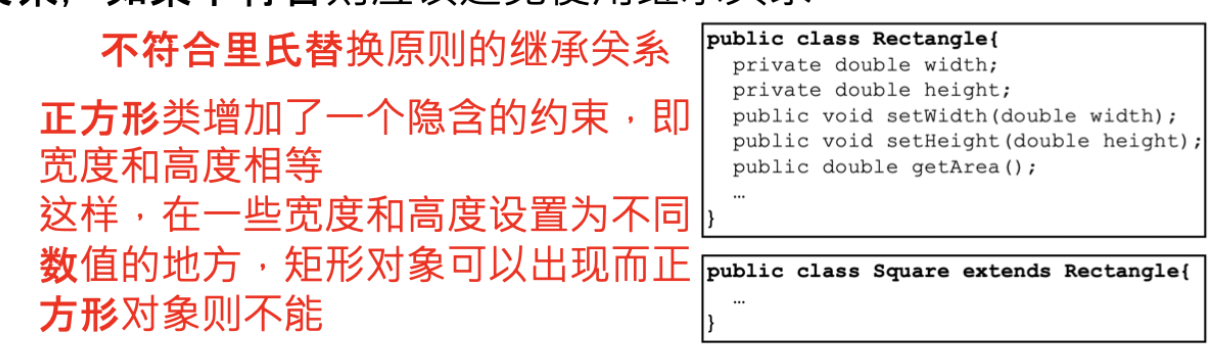 不符合里氏替换原则的继承关系
正方形类增加了一个隐含的约束，即
宽度和高度相等
这样，在一些宽度和高度设置为不同
数值的地方，矩形对象可以出现而正
方形对象则不能
public class Rectangle{
private double width;
private double height;
public void setWidth(double width);
public void setHeight(double height);
public double getArea();
…
}
public class Square extends Rectangle{
…
}